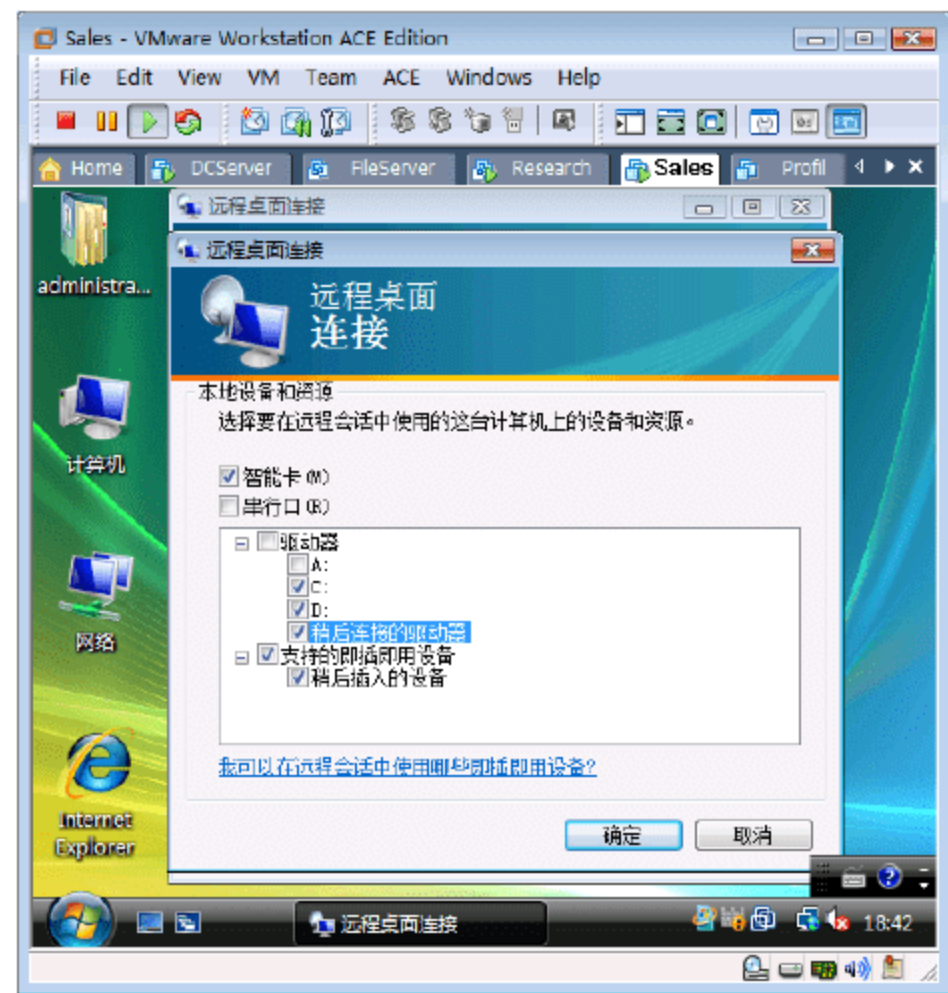 Sales - VMware Workstation ACE Edition
File Edit View VM Team ACE Windows Help
Home DCServer FileServer Research Sales Profil
远程桌面连接
远程桌面连接
administra...
远程桌面
连接
本地设备和资源
选择要在远程会话中使用的这台计算机上的设备和资源。
计算机
智能卡(M)
串行口(R)
驱动器
A:
C:
D:
稍后连接的驱动器
网络
支持的即插即用设备
稍后插入的设备
我可以在远程会话中使用哪些即插即用设备?
Internet
Explorer
确定 取消
远程桌面连接 18:42